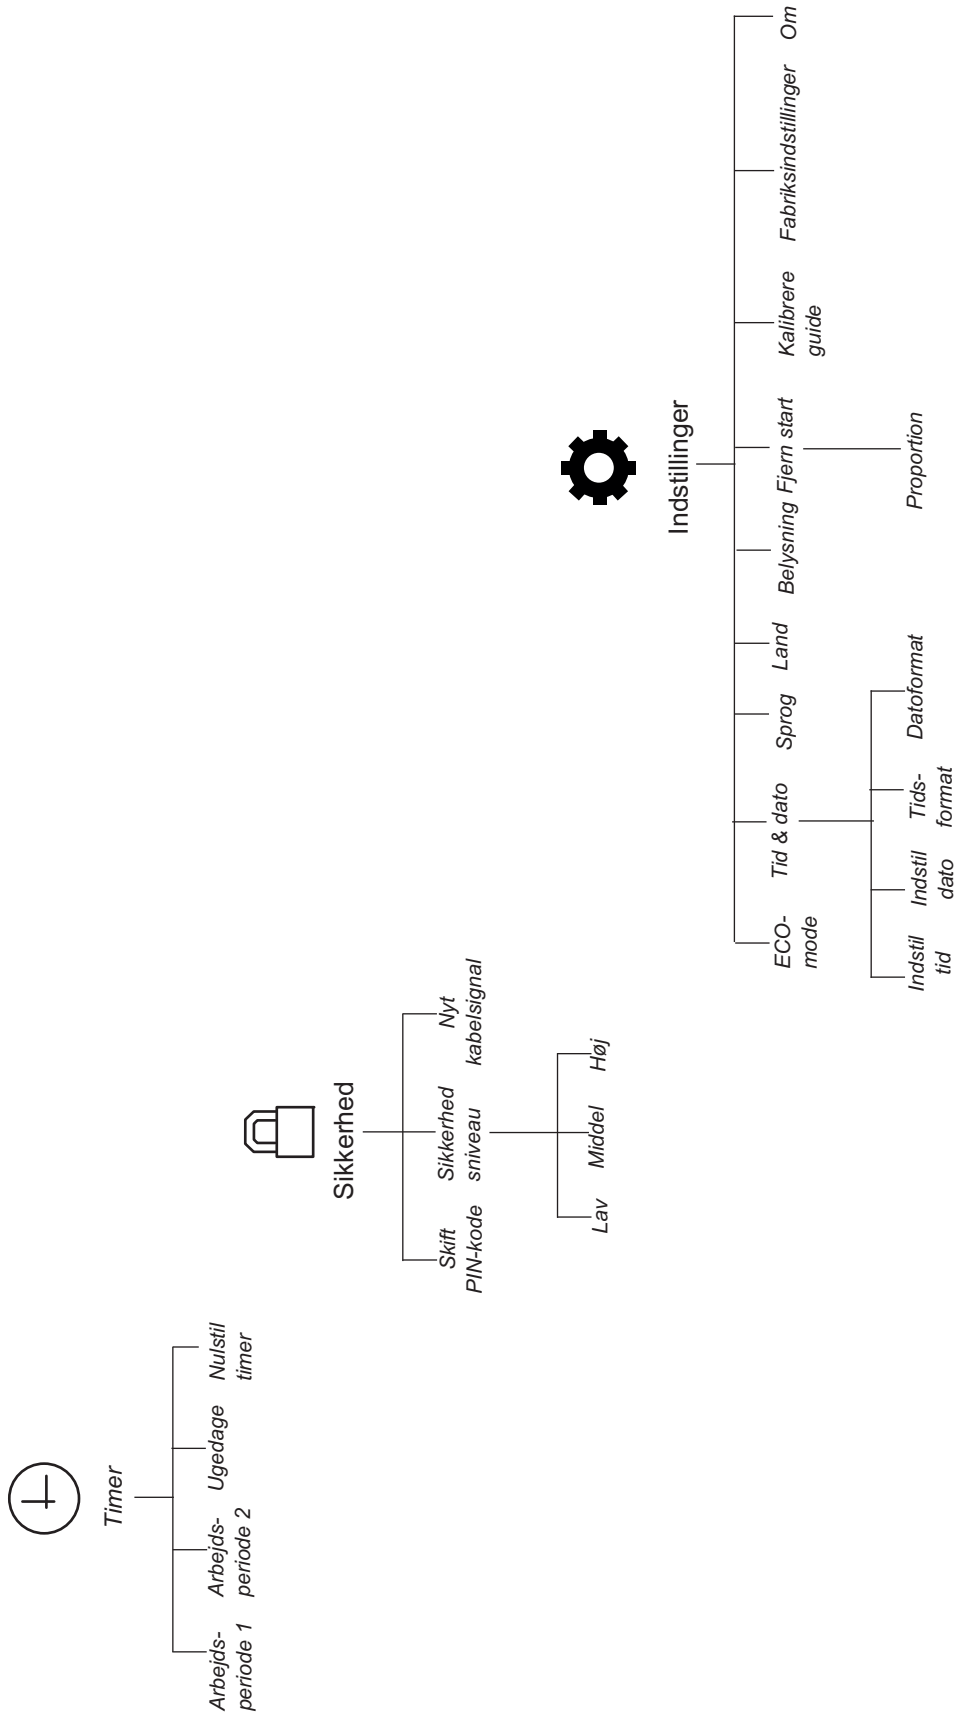 Timer
Arbejds-
periode 1
Arbejds-
periode 2
Ugedage
Nulstil
timer
Sikkerhed
Skift
PIN-kode
Sikkerhed
sniveau
Nyt
kabelsignal
Lav
Middel
Høj
Indstillinger
ECO-
mode
Tid & dato
Sprog
Land
Belysning
Fjern start
Kalibrere
guide
Fabriksindstillinger
Om
Indstil
tid
Indstil
dato
Tids-
format
Datoformat
Proportion